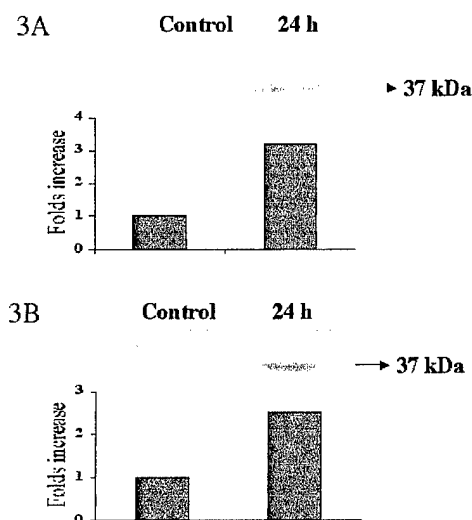 3A Control 24 h
37 kDa
Folds increase
4
3
2
1
0
3B Control 24 h
37 kDa
Folds increase
3
2
1
0